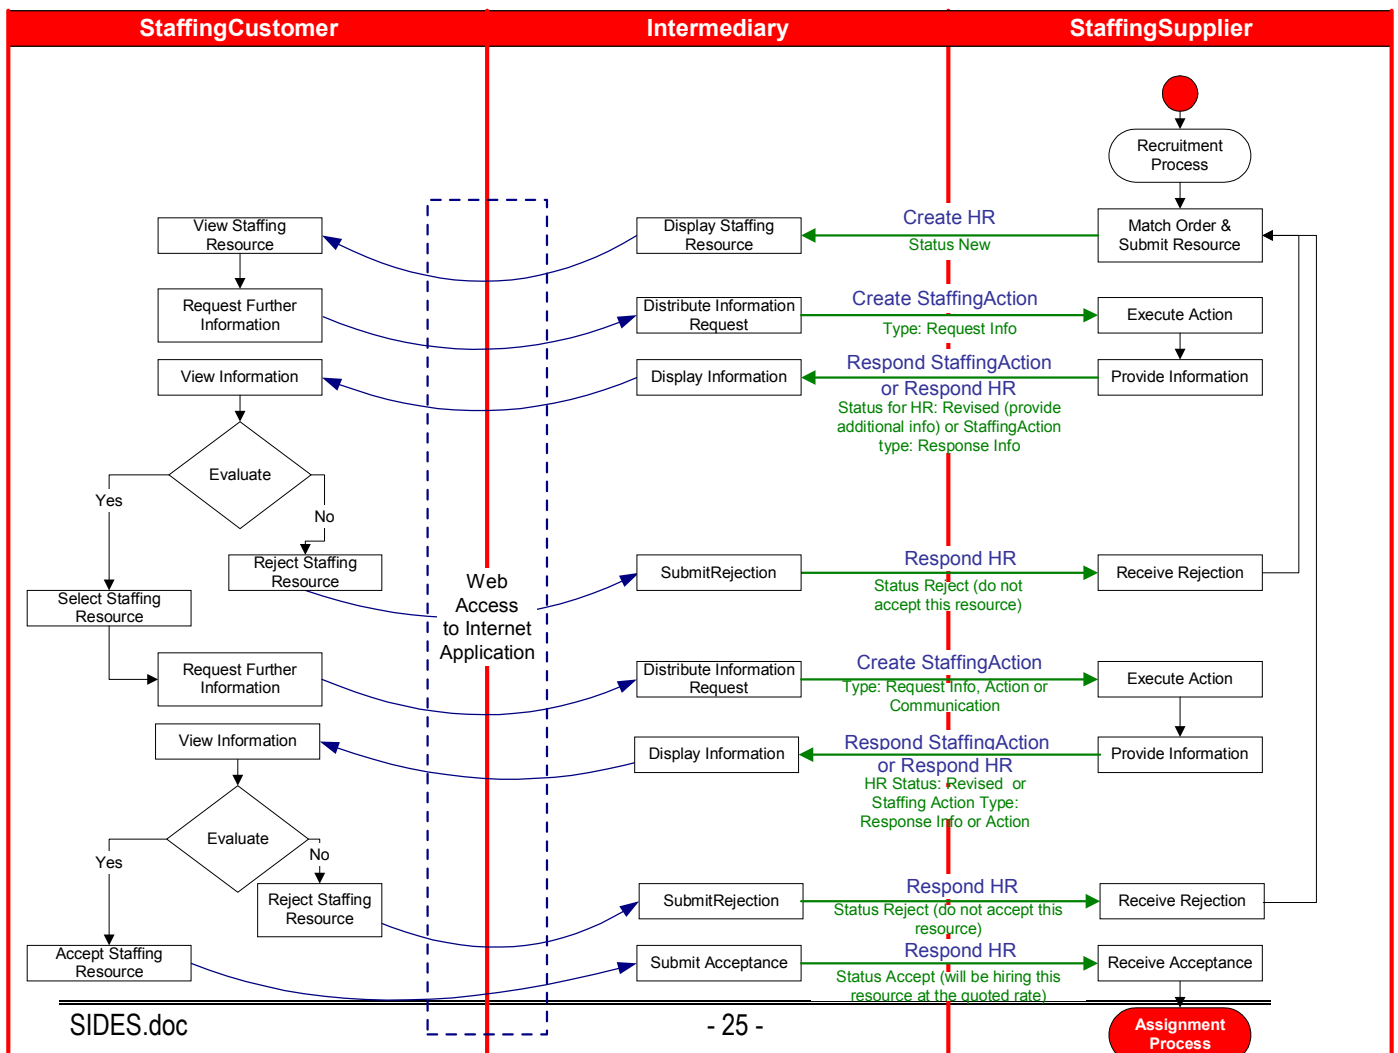 StaffingCustomer
Intermediary
StaffingSupplier
Recruitment
Process
View Staffing
Resource
Display Staffing
Resource
Create HR
Status New
Match Order &
Submit Resource
Request Further
Information
Distribute Information
Request
Create StaffingAction
Type: Request Info
Execute Action
View Information
Display Information
Respond StaffingAction
or Respond HR
Status for HR: Revised (provide
additional info) or StaffingAction
type: Response Info
Provide Information
Evaluate
Yes
No
Reject Staffing
Resource
Web
Access
to Internet
Application
SubmitRejection
Respond HR
Status Reject (do not
accept this resource)
Receive Rejection
Select Staffing
Resource
Request Further
Information
Distribute Information
Request
Create StaffingAction
Type: Request Info, Action or
Communication
Execute Action
View Information
Display Information
Respond StaffingAction
or Respond HR
HR Status: Revised or
Staffing Action Type:
Response Info or Action
Provide Information
Evaluate
Yes
No
Reject Staffing
Resource
SubmitRejection
Respond HR
Status Reject (do not accept this
resource)
Receive Rejection
Accept Staffing
Resource
Submit Acceptance
Respond HR
Status Accept (will be hiring this
resource at the quoted rate)
Receive Acceptance
SIDES.doc
- 25 -
Assignment
Process